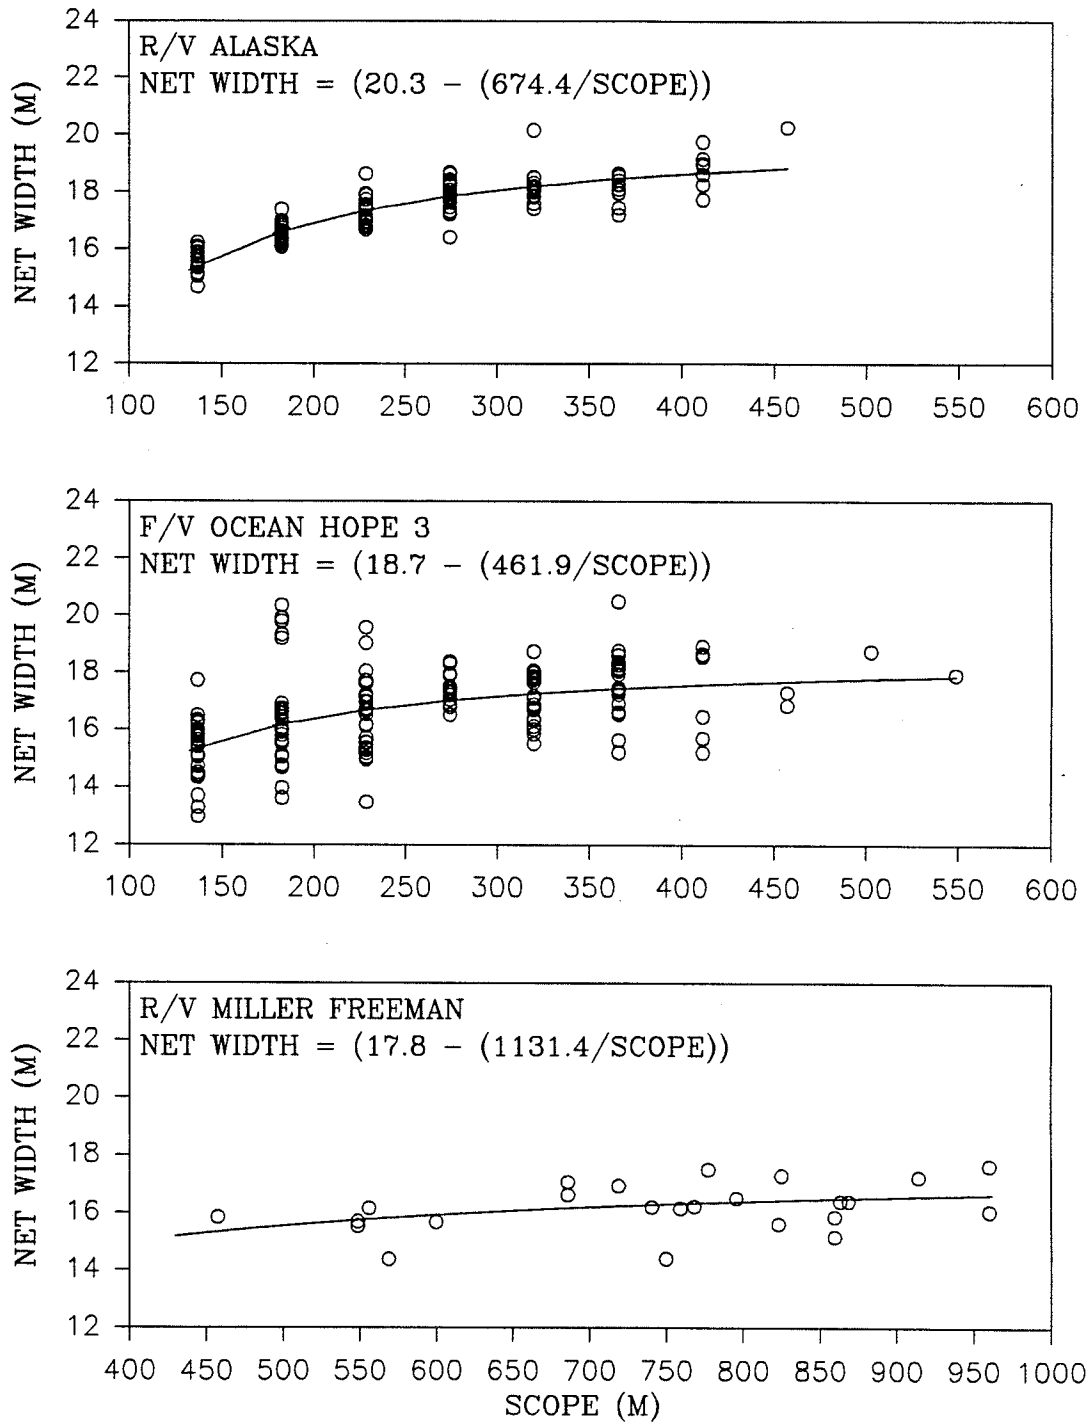 24
22
20
18
16
14
12
NET WIDTH (M)
R/V ALASKA
NET WIDTH = (20.3 − (674.4/SCOPE))
100 150 200 250 300 350 400 450 500 550 600
24
22
20
18
16
14
12
NET WIDTH (M)
F/V OCEAN HOPE 3
NET WIDTH = (18.7 − (461.9/SCOPE))
100 150 200 250 300 350 400 450 500 550 600
24
22
20
18
16
14
12
NET WIDTH (M)
R/V MILLER FREEMAN
NET WIDTH = (17.8 − (1131.4/SCOPE))
400 450 500 550 600 650 700 750 800 850 900 950 1000
SCOPE (M)